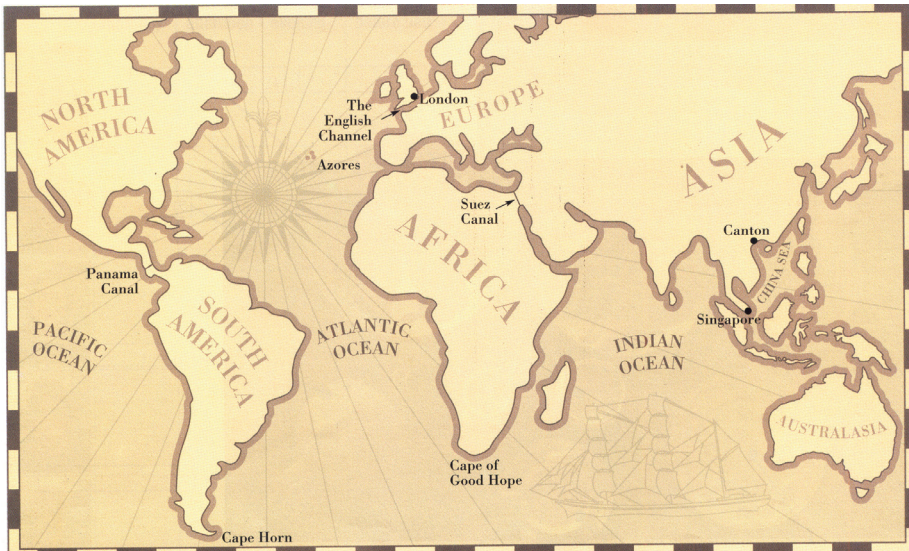 NORTH
AMERICA
The
English
Channel
London
EUROPE
ASIA
Azores
Suez
Canal
AFRICA
Canton
CHINA SEA
Panama
Canal
SOUTH
AMERICA
Singapore
PACIFIC
OCEAN
ATLANTIC
OCEAN
INDIAN
OCEAN
AUSTRALASIA
Cape of
Good Hope
Cape Horn